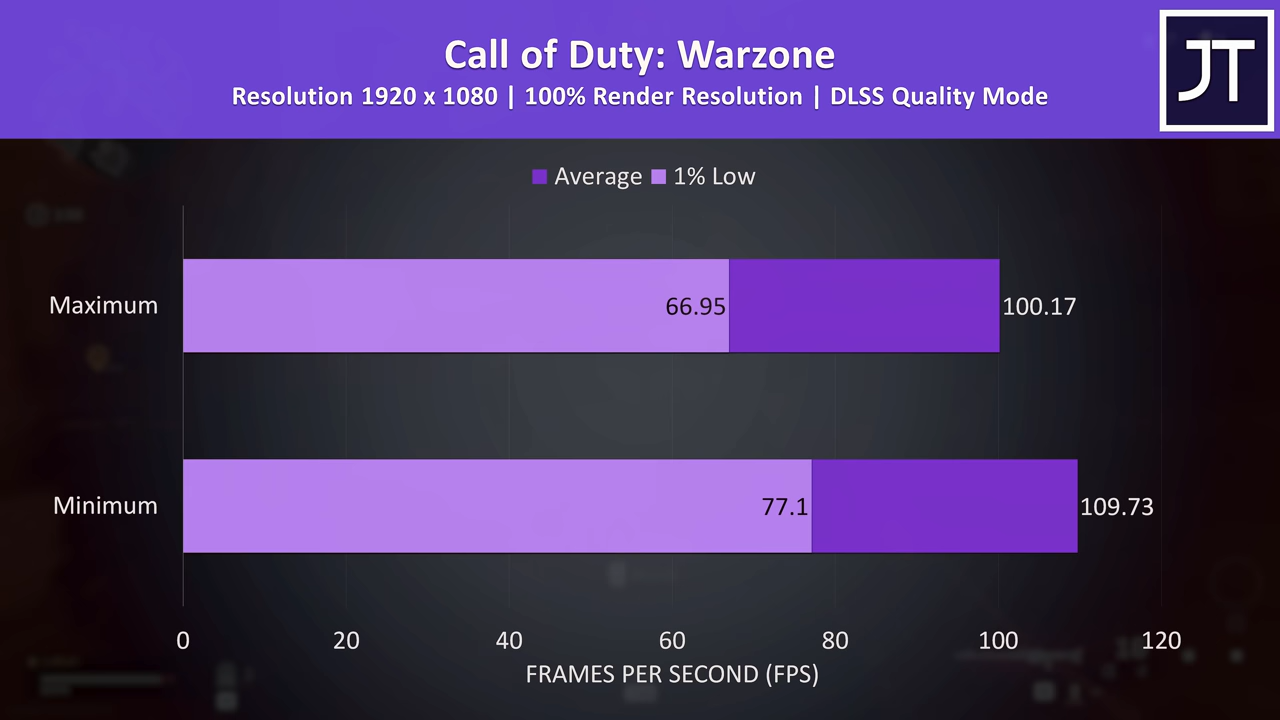 Call of Duty: Warzone
Resolution 1920 x 1080 | 100% Render Resolution | DLSS Quality Mode
JT
Average 1% Low
Maximum 66.95 100.17
Minimum 77.1 109.73
0 20 40 60 80 100 120
FRAMES PER SECOND (FPS)